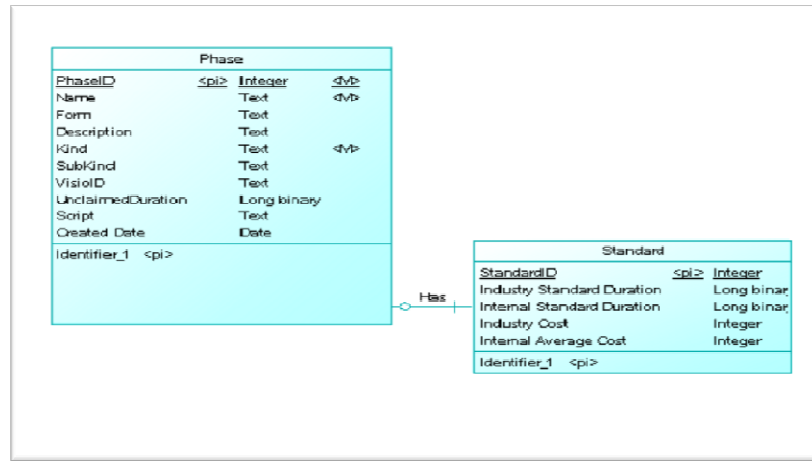 Phase
PhaseID <pi> Integer <M>
Name Text <M>
Form Text
Description Text
Kind Text <M>
SubKind Text
VisioID Text
UnclaimedDuration Long binary
Script Text
Created Date Date
Identifier_1 <pi>
Has
Standard
StandardID <pi> Integer
Industry Standard Duration Long binar
Internal Standard Duration Long binar
Industry Cost Integer
Internal Average Cost Integer
Identifier_1 <pi>